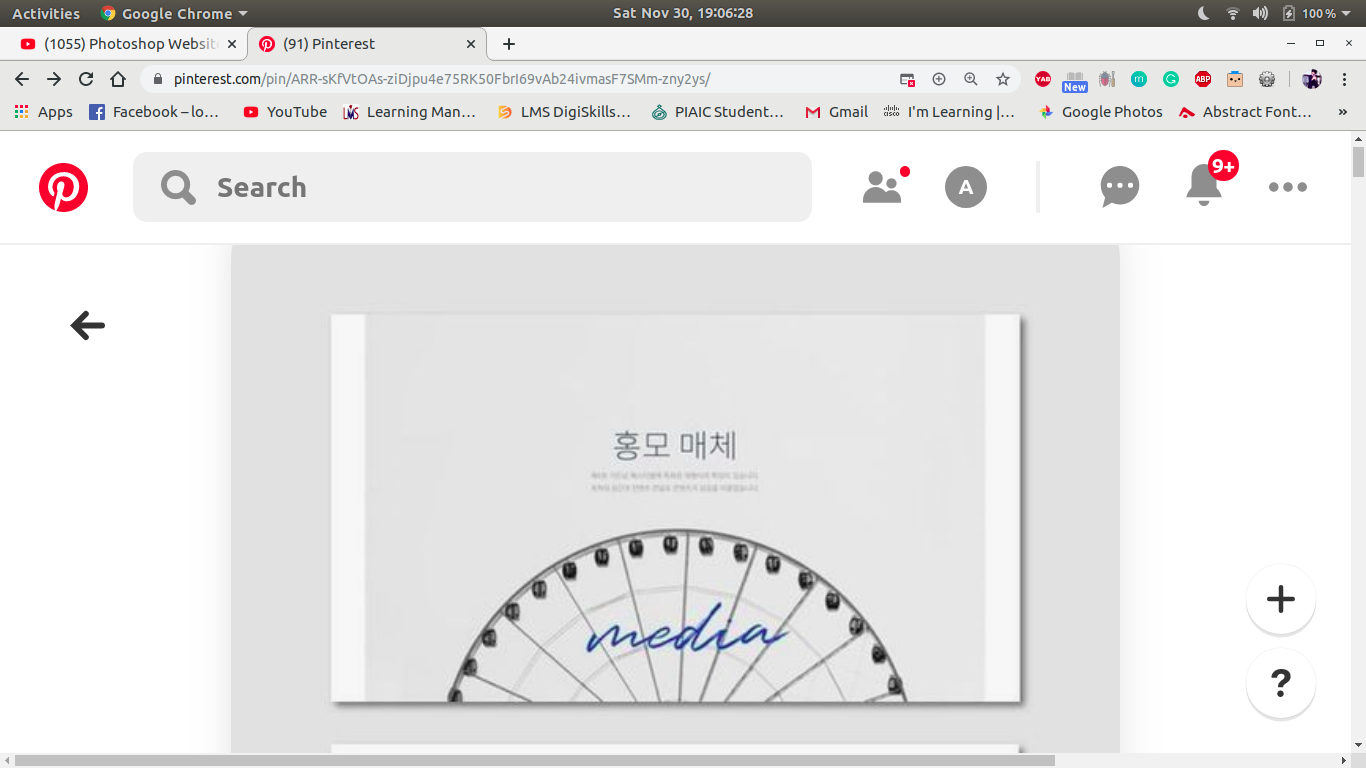 Activities Google Chrome Sat Nov 30, 19:06:28 100 %
(1055) Photoshop Websit (91) Pinterest
pinterest.com/pin/ARR-sKfVtOAs-ziDjpu4e75RK50FbrI69vAb24ivmasF7SMm-zny2ys/ YAB New m G ABP
Apps Facebook – lo… YouTube Learning Man… LMS DigiSkills… PIAIC Student… Gmail I'm Learning |… Google Photos Abstract Font… »
Search A 9+
홍모 매체
media
?